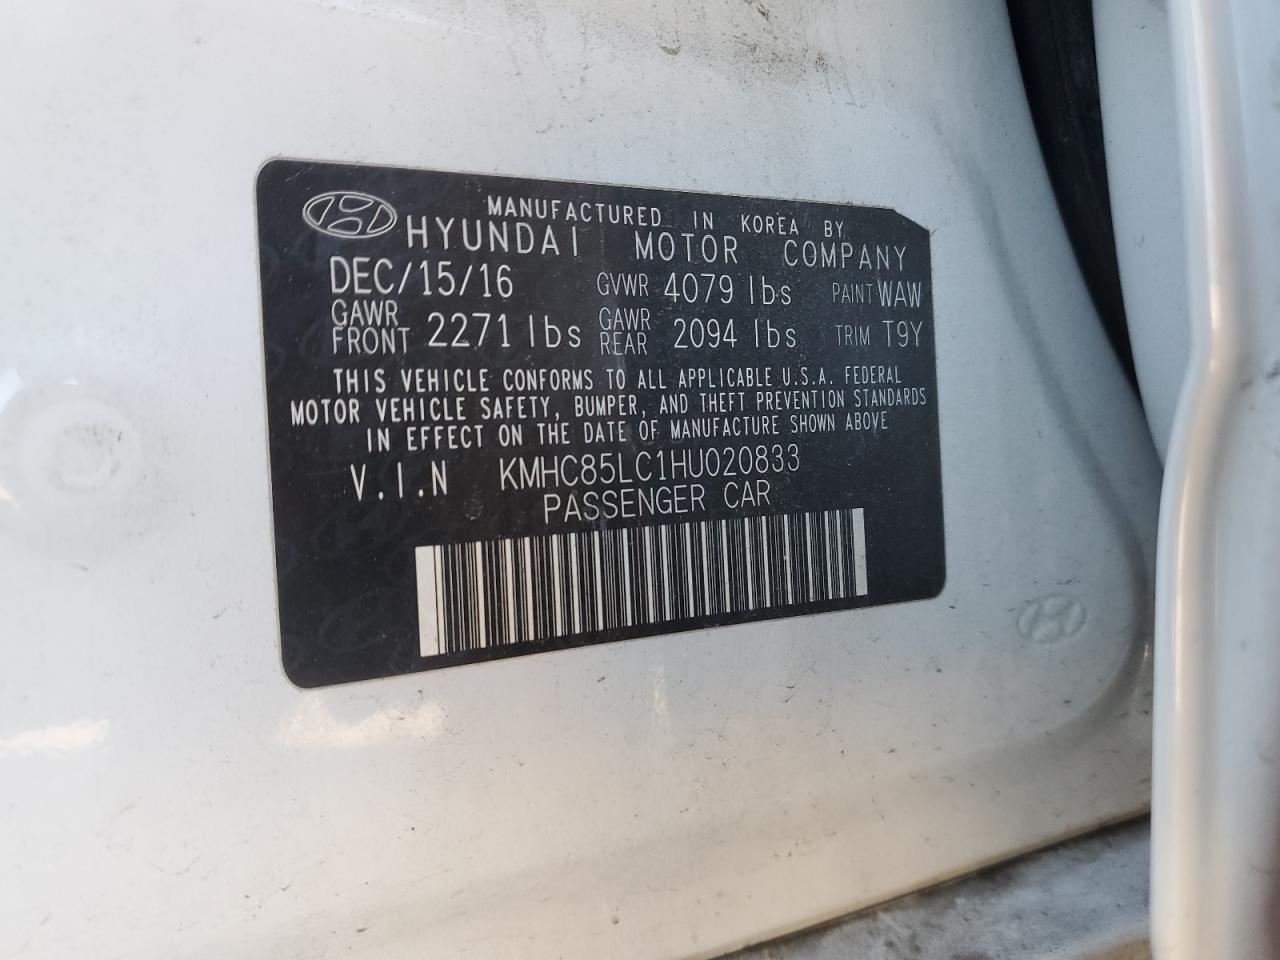 MANUFACTURED IN KOREA BY
HYUNDAI MOTOR COMPANY
DEC/15/16 GVWR 4079 lbs PAINT WAW
GAWR FRONT 2271 lbs GAWR REAR 2094 lbs TRIM T9Y
THIS VEHICLE CONFORMS TO ALL APPLICABLE U.S.A. FEDERAL
MOTOR VEHICLE SAFETY, BUMPER, AND THEFT PREVENTION STANDARDS
IN EFFECT ON THE DATE OF MANUFACTURE SHOWN ABOVE
V.I.N KMHC85LC1HU020833
PASSENGER CAR